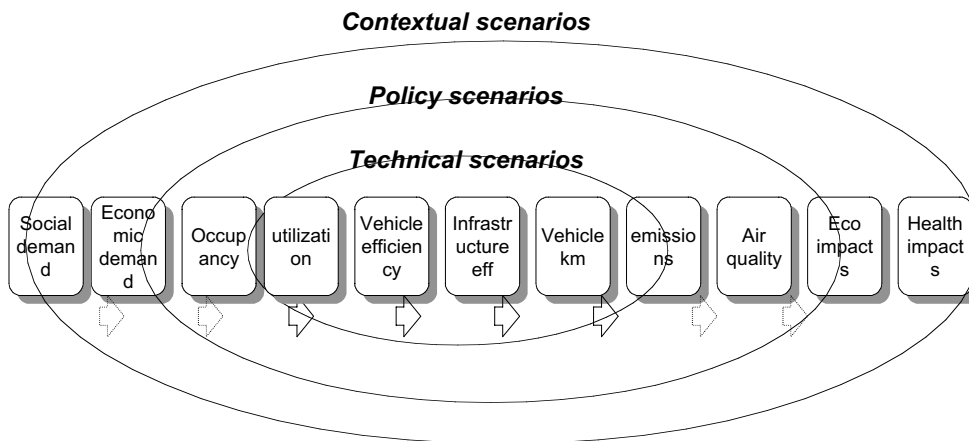 Contextual scenarios
Policy scenarios
Technical scenarios
Social
deman
d
Econo
mic
deman
d
Occup
ancy
utilizati
on
Vehicle
efficien
cy
Infrastr
ucture
eff
Vehicle
km
emissio
ns
Air
quality
Eco
impact
s
Health
impact
s